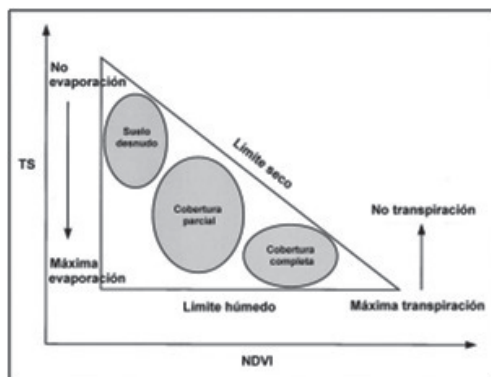 No
evaporación
Suelo
desnudo
Límite seco
TS
Cobertura
parcial
No transpiración
Cobertura
completa
Máxima
evaporación
Límite húmedo
Máxima transpiración
NDVI